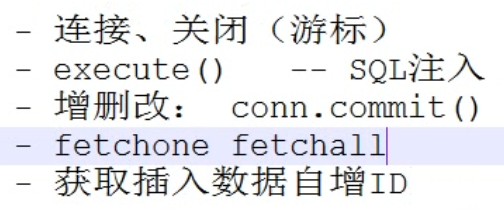 - 连接、关闭（游标）
- execute()   -- SQL注入
- 增删改： conn.commit()
- fetchone fetchall
- 获取插入数据自增ID